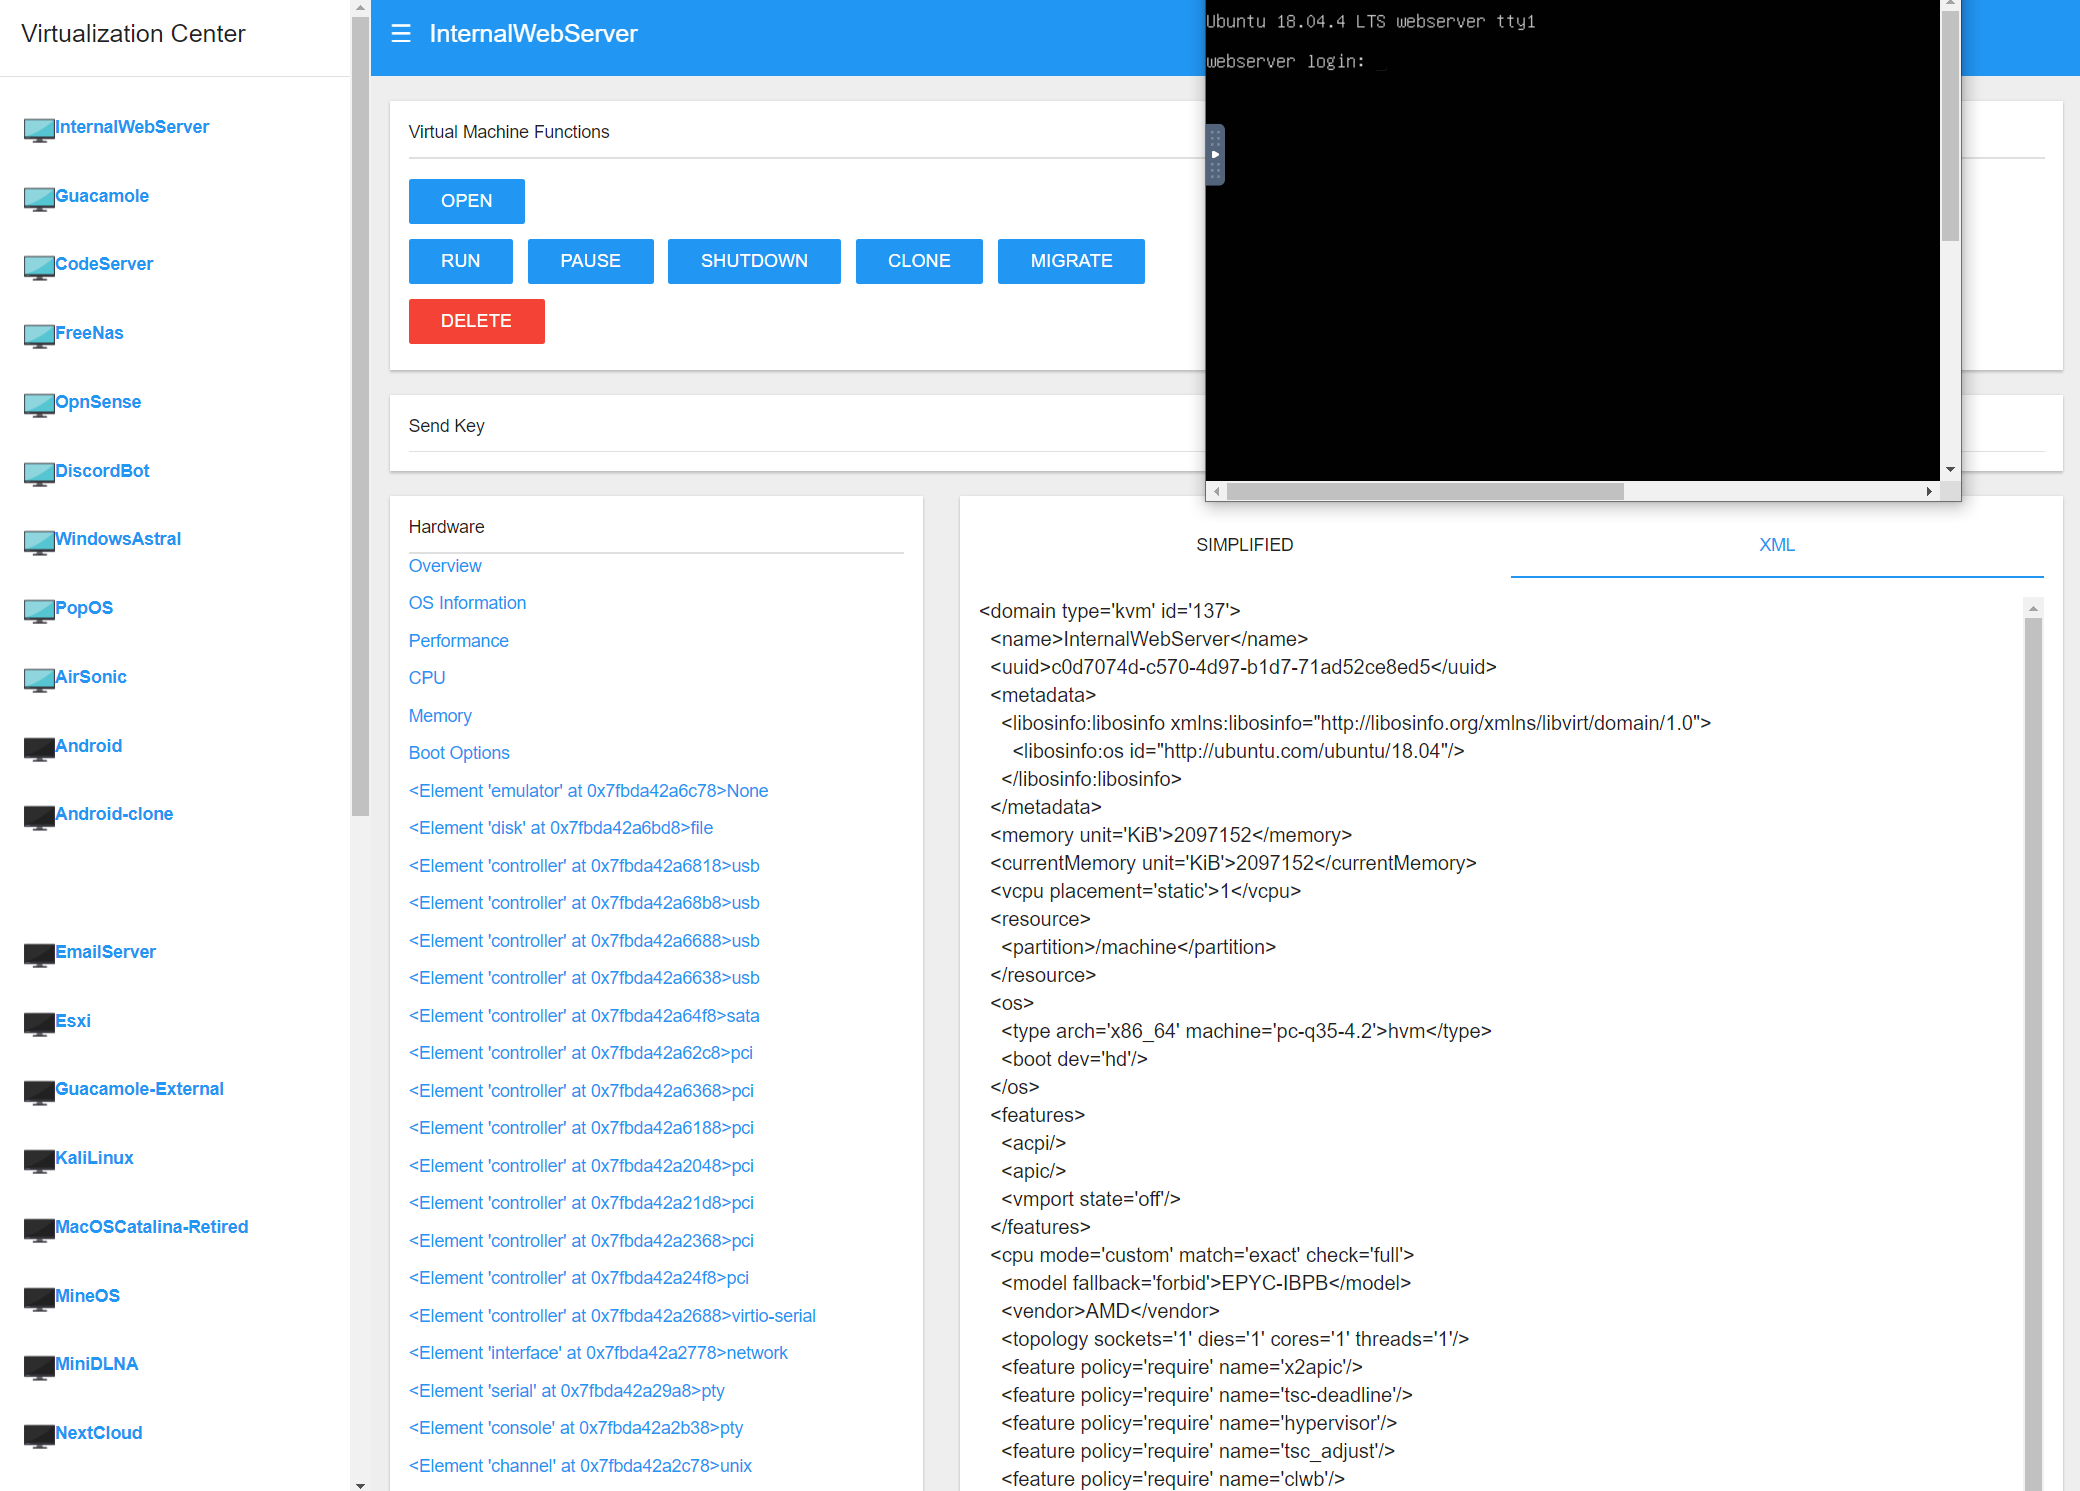 Virtualization Center
InternalWebServer
Guacamole
CodeServer
FreeNas
OpnSense
DiscordBot
WindowsAstral
PopOS
AirSonic
Android
Android-clone
EmailServer
Esxi
Guacamole-External
KaliLinux
MacOSCatalina-Retired
MineOS
MiniDLNA
NextCloud
☰ InternalWebServer
Virtual Machine Functions
OPEN
RUN PAUSE SHUTDOWN CLONE MIGRATE
DELETE
Send Key
Ubuntu 18.04.4 LTS webserver tty1
webserver login: _
Hardware
Overview
OS Information
Performance
CPU
Memory
Boot Options
<Element 'emulator' at 0x7fbda42a6c78>None
<Element 'disk' at 0x7fbda42a6bd8>file
<Element 'controller' at 0x7fbda42a6818>usb
<Element 'controller' at 0x7fbda42a68b8>usb
<Element 'controller' at 0x7fbda42a6688>usb
<Element 'controller' at 0x7fbda42a6638>usb
<Element 'controller' at 0x7fbda42a64f8>sata
<Element 'controller' at 0x7fbda42a62c8>pci
<Element 'controller' at 0x7fbda42a6368>pci
<Element 'controller' at 0x7fbda42a6188>pci
<Element 'controller' at 0x7fbda42a2048>pci
<Element 'controller' at 0x7fbda42a21d8>pci
<Element 'controller' at 0x7fbda42a2368>pci
<Element 'controller' at 0x7fbda42a24f8>pci
<Element 'controller' at 0x7fbda42a2688>virtio-serial
<Element 'interface' at 0x7fbda42a2778>network
<Element 'serial' at 0x7fbda42a29a8>pty
<Element 'console' at 0x7fbda42a2b38>pty
<Element 'channel' at 0x7fbda42a2c78>unix
SIMPLIFIED XML
<domain type='kvm' id='137'>
<name>InternalWebServer</name>
<uuid>c0d7074d-c570-4d97-b1d7-71ad52ce8ed5</uuid>
<metadata>
<libosinfo:libosinfo xmlns:libosinfo="http://libosinfo.org/xmlns/libvirt/domain/1.0">
<libosinfo:os id="http://ubuntu.com/ubuntu/18.04"/>
</libosinfo:libosinfo>
</metadata>
<memory unit='KiB'>2097152</memory>
<currentMemory unit='KiB'>2097152</currentMemory>
<vcpu placement='static'>1</vcpu>
<resource>
<partition>/machine</partition>
</resource>
<os>
<type arch='x86_64' machine='pc-q35-4.2'>hvm</type>
<boot dev='hd'/>
</os>
<features>
<acpi/>
<apic/>
<vmport state='off'/>
</features>
<cpu mode='custom' match='exact' check='full'>
<model fallback='forbid'>EPYC-IBPB</model>
<vendor>AMD</vendor>
<topology sockets='1' dies='1' cores='1' threads='1'/>
<feature policy='require' name='x2apic'/>
<feature policy='require' name='tsc-deadline'/>
<feature policy='require' name='hypervisor'/>
<feature policy='require' name='tsc_adjust'/>
<feature policy='require' name='clwb'/>